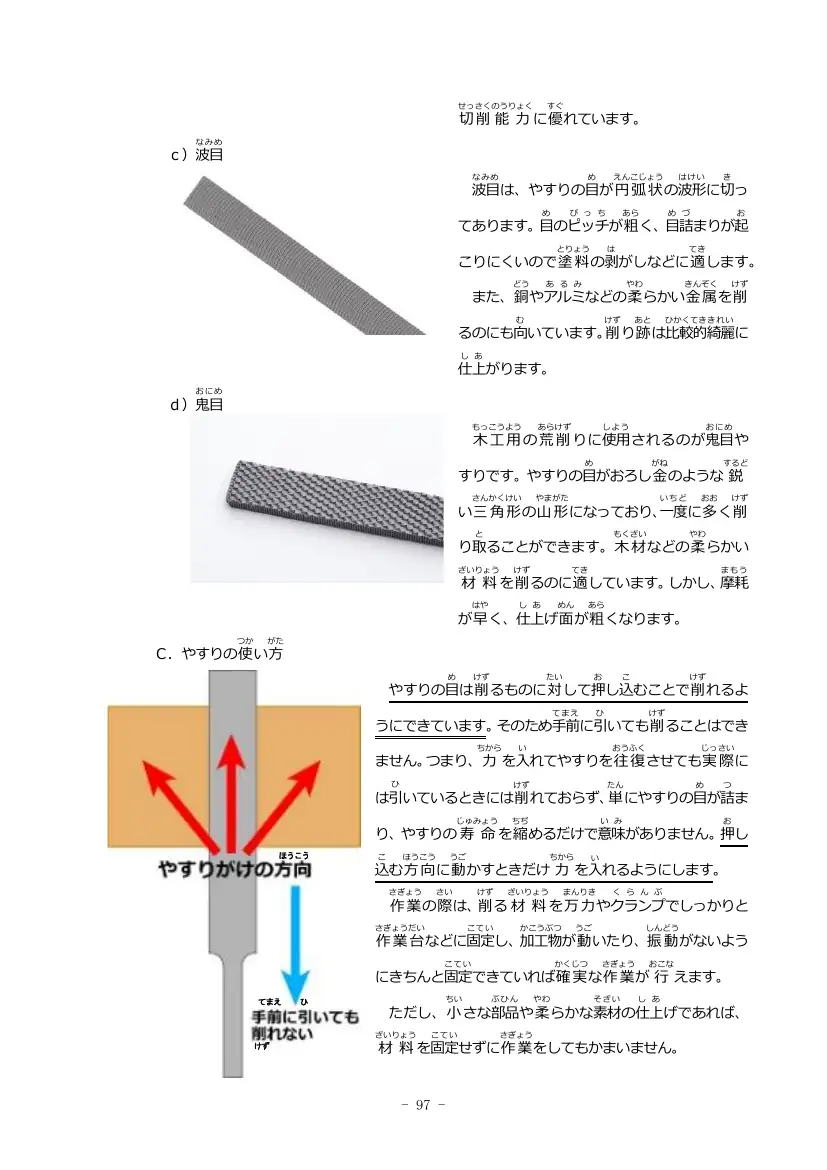 切削能力に優れています。
c）波目
波目は、やすりの目が円弧状の波形に切っ
てあります。目のピッチが粗く、目詰まりが起
こりにくいので塗料の剥がしなどに適します。
また、銅やアルミなどの柔らかい金属を削
るのにも向いています。削り跡は比較的綺麗に
仕上がります。
d）鬼目
木工用の荒削りに使用されるのが鬼目や
すりです。やすりの目がおろし金のような鋭
い三角形の山形になっており、一度に多く削
り取ることができます。木材などの柔らかい
材料を削るのに適しています。しかし、摩耗
が早く、仕上げ面が粗くなります。
C．やすりの使い方
やすりの目は削るものに対して押し込むことで削れるよ
うにできています。そのため手前に引いても削ることはでき
ません。つまり、力を入れてやすりを往復させても実際に
は引いているときには削れておらず、単にやすりの目が詰ま
り、やすりの寿命を縮めるだけで意味がありません。押し
込む方向に動かすときだけ力を入れるようにします。
作業の際は、削る材料を万力やクランプでしっかりと
作業台などに固定し、加工物が動いたり、振動がないよう
にきちんと固定できていれば確実な作業が行えます。
ただし、小さな部品や柔らかな素材の仕上げであれば、
材料を固定せずに作業をしてもかまいません。
やすりがけの方向
手前に引いても
削れない
－ 97 －